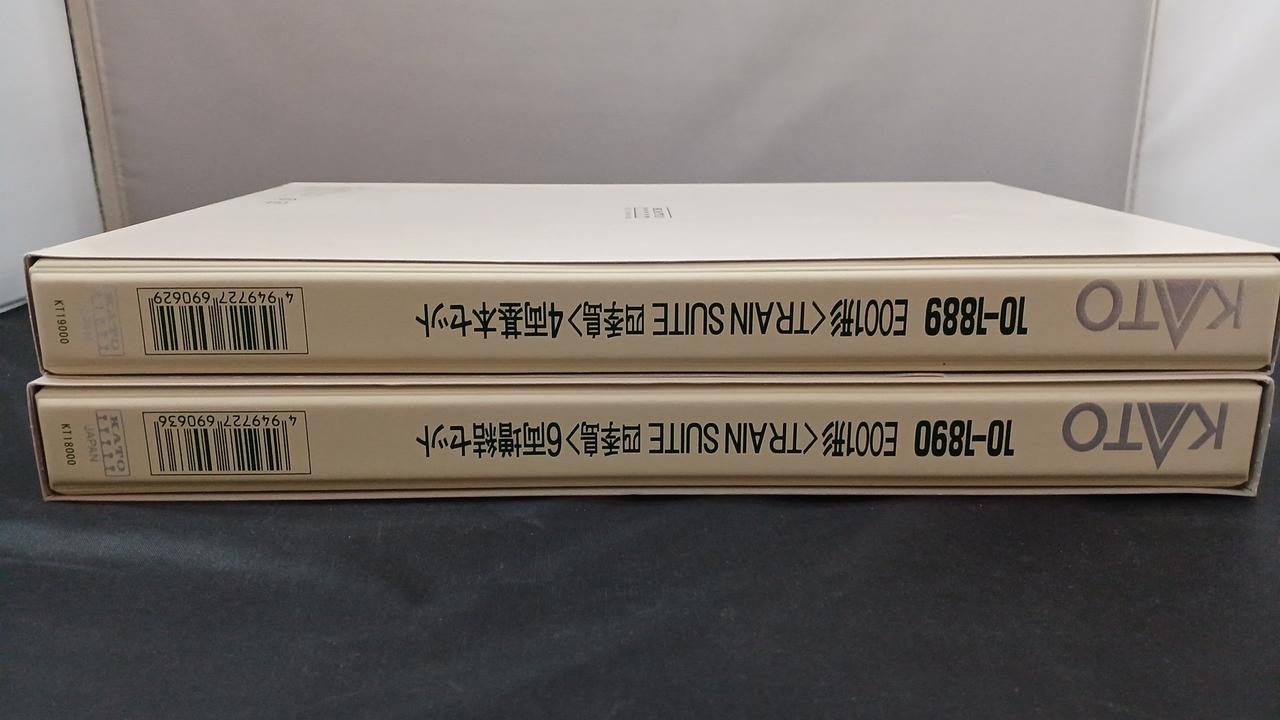 KATO 10-1889 E001形〈TRAIN SUITE 四季島〉4両基本セット
4 949727 690629
KATO
KT19000
KATO 10-1890 E001形〈TRAIN SUITE 四季島〉6両増結セット
4 949727 690636
KATO
JAPAN
KT18000